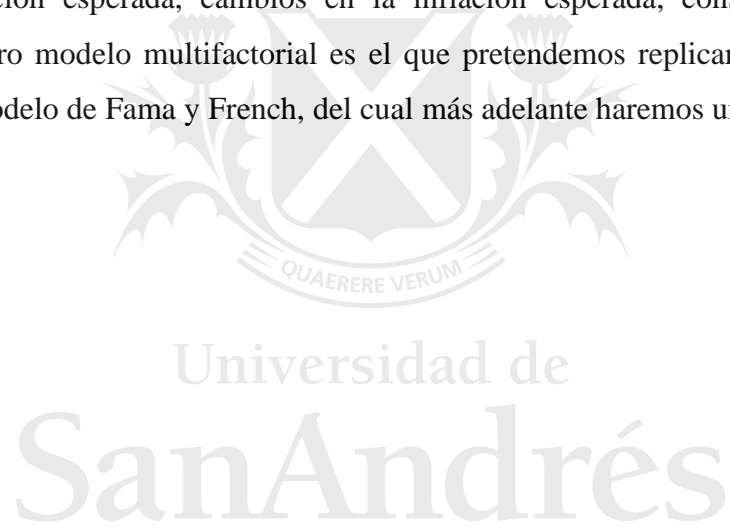 ción esperada, cambios en la inflación esperada, cons
ro modelo multifactorial es el que pretendemos replicar
odelo de Fama y French, del cual más adelante haremos u
QUAERERE VERUM
Universidad de
SanAndrés